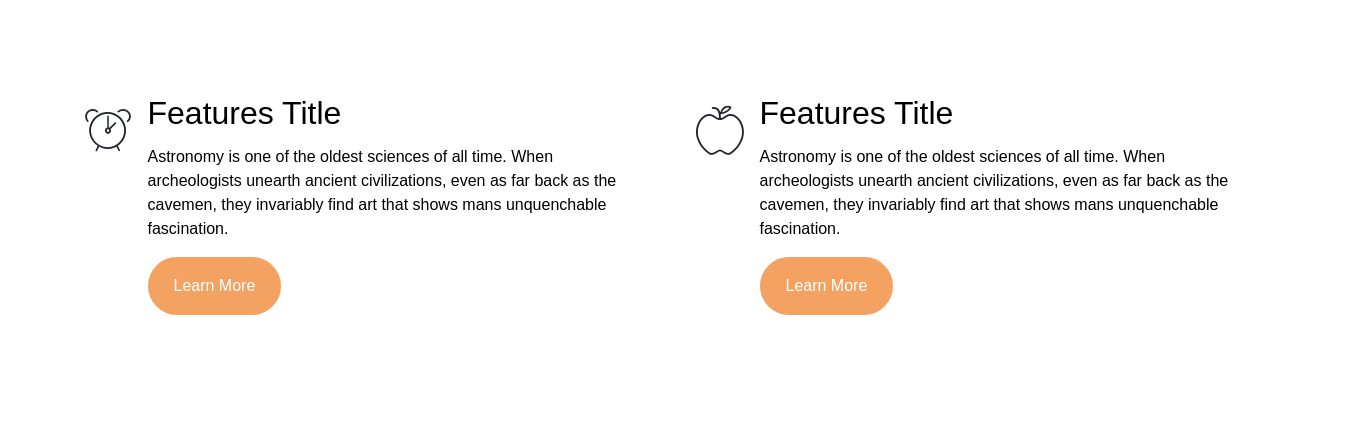 Features Title
Astronomy is one of the oldest sciences of all time. When
archeologists unearth ancient civilizations, even as far back as the
cavemen, they invariably find art that shows mans unquenchable
fascination.
Learn More
Features Title
Astronomy is one of the oldest sciences of all time. When
archeologists unearth ancient civilizations, even as far back as the
cavemen, they invariably find art that shows mans unquenchable
fascination.
Learn More